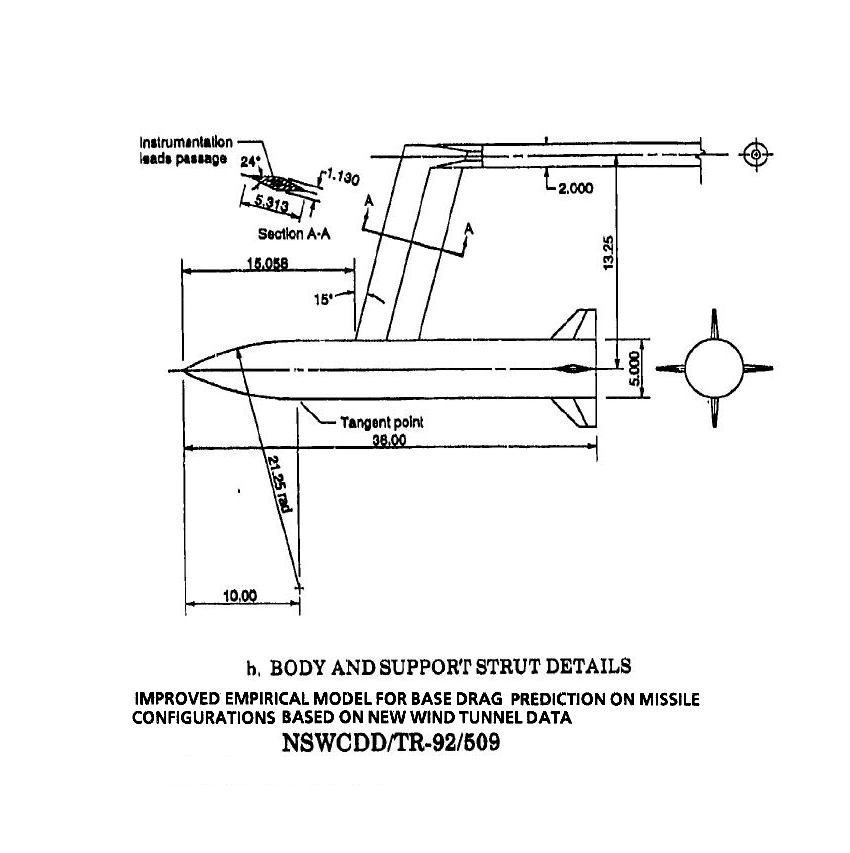 Instrumentation
leads passage
24°
1.130
5.313
Section A-A
A
A
2.000
13.25
15.058
15°
5.000
Tangent point
36.00
21.25 rad
10.00
b. BODY AND SUPPORT STRUT DETAILS
IMPROVED EMPIRICAL MODEL FOR BASE DRAG PREDICTION ON MISSILE
CONFIGURATIONS BASED ON NEW WIND TUNNEL DATA
NSWCDD/TR-92/509